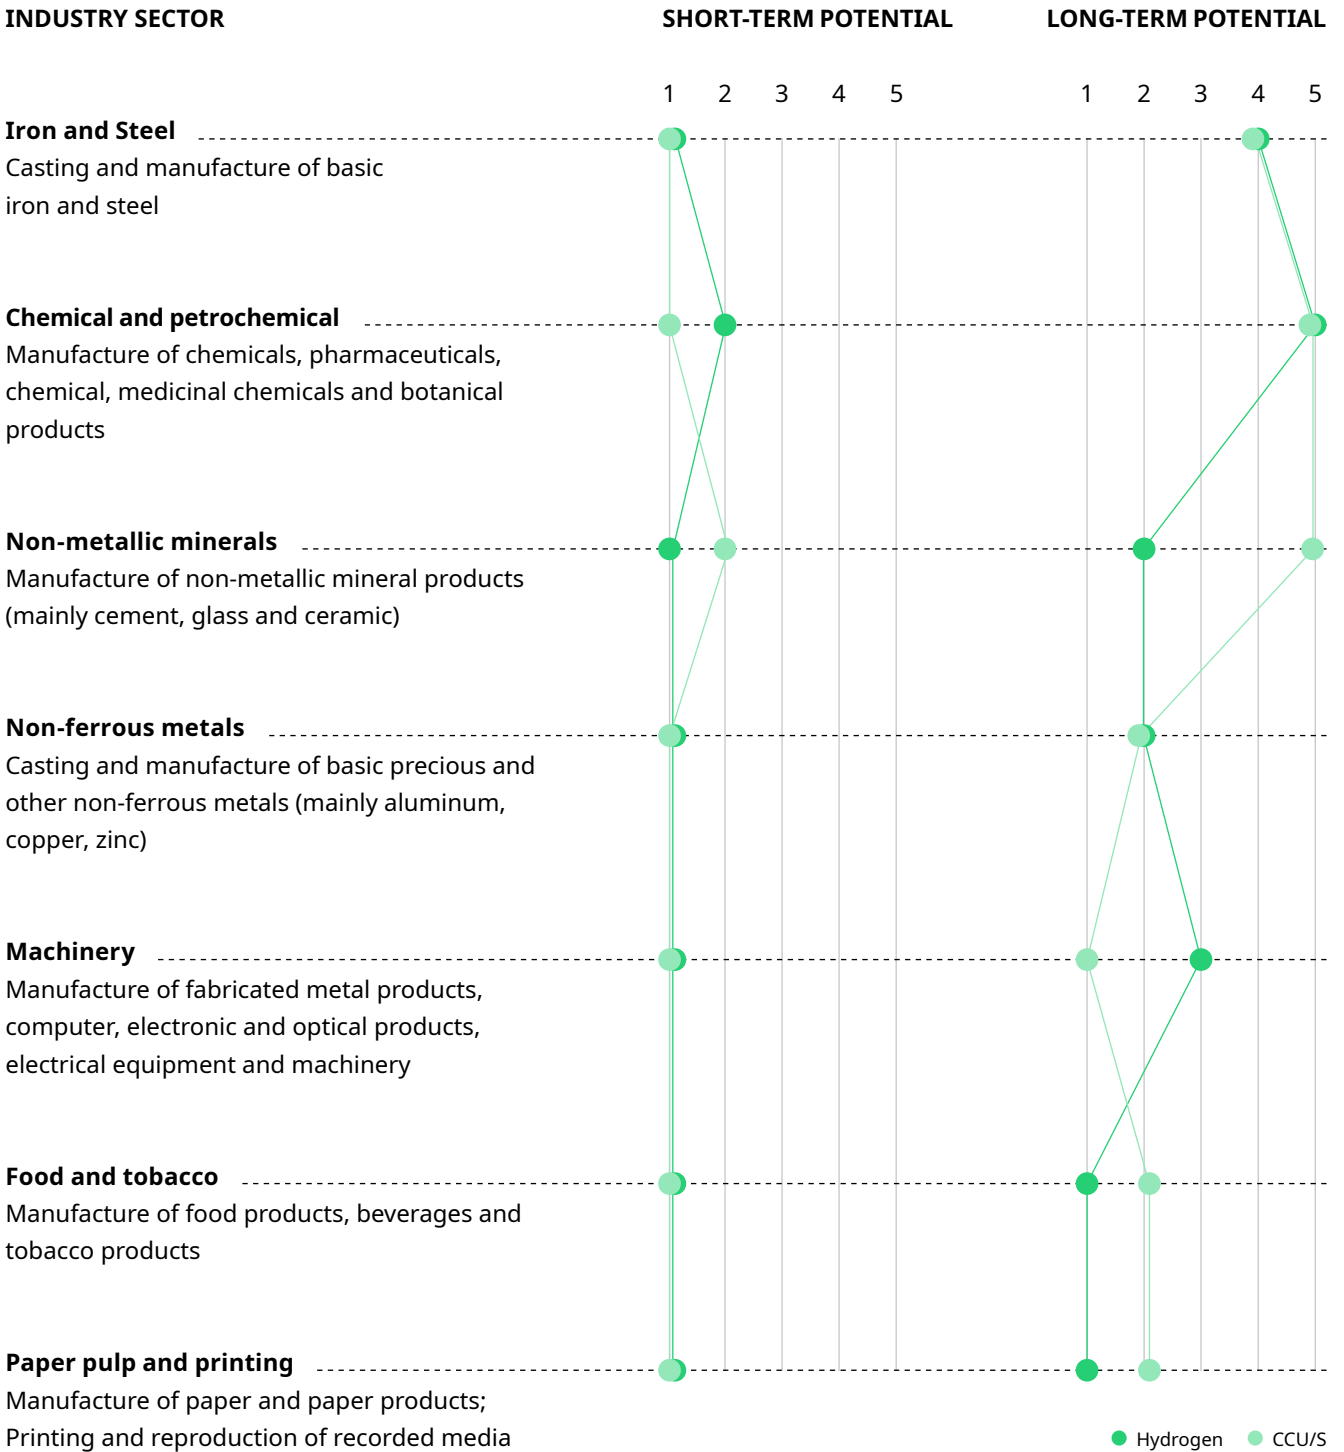 INDUSTRY SECTOR SHORT-TERM POTENTIAL LONG-TERM POTENTIAL
1 2 3 4 5 1 2 3 4 5
Iron and Steel
Casting and manufacture of basic
iron and steel
Chemical and petrochemical
Manufacture of chemicals, pharmaceuticals,
chemical, medicinal chemicals and botanical
products
Non-metallic minerals
Manufacture of non-metallic mineral products
(mainly cement, glass and ceramic)
Non-ferrous metals
Casting and manufacture of basic precious and
other non-ferrous metals (mainly aluminum,
copper, zinc)
Machinery
Manufacture of fabricated metal products,
computer, electronic and optical products,
electrical equipment and machinery
Food and tobacco
Manufacture of food products, beverages and
tobacco products
Paper pulp and printing
Manufacture of paper and paper products;
Printing and reproduction of recorded media
Hydrogen CCU/S